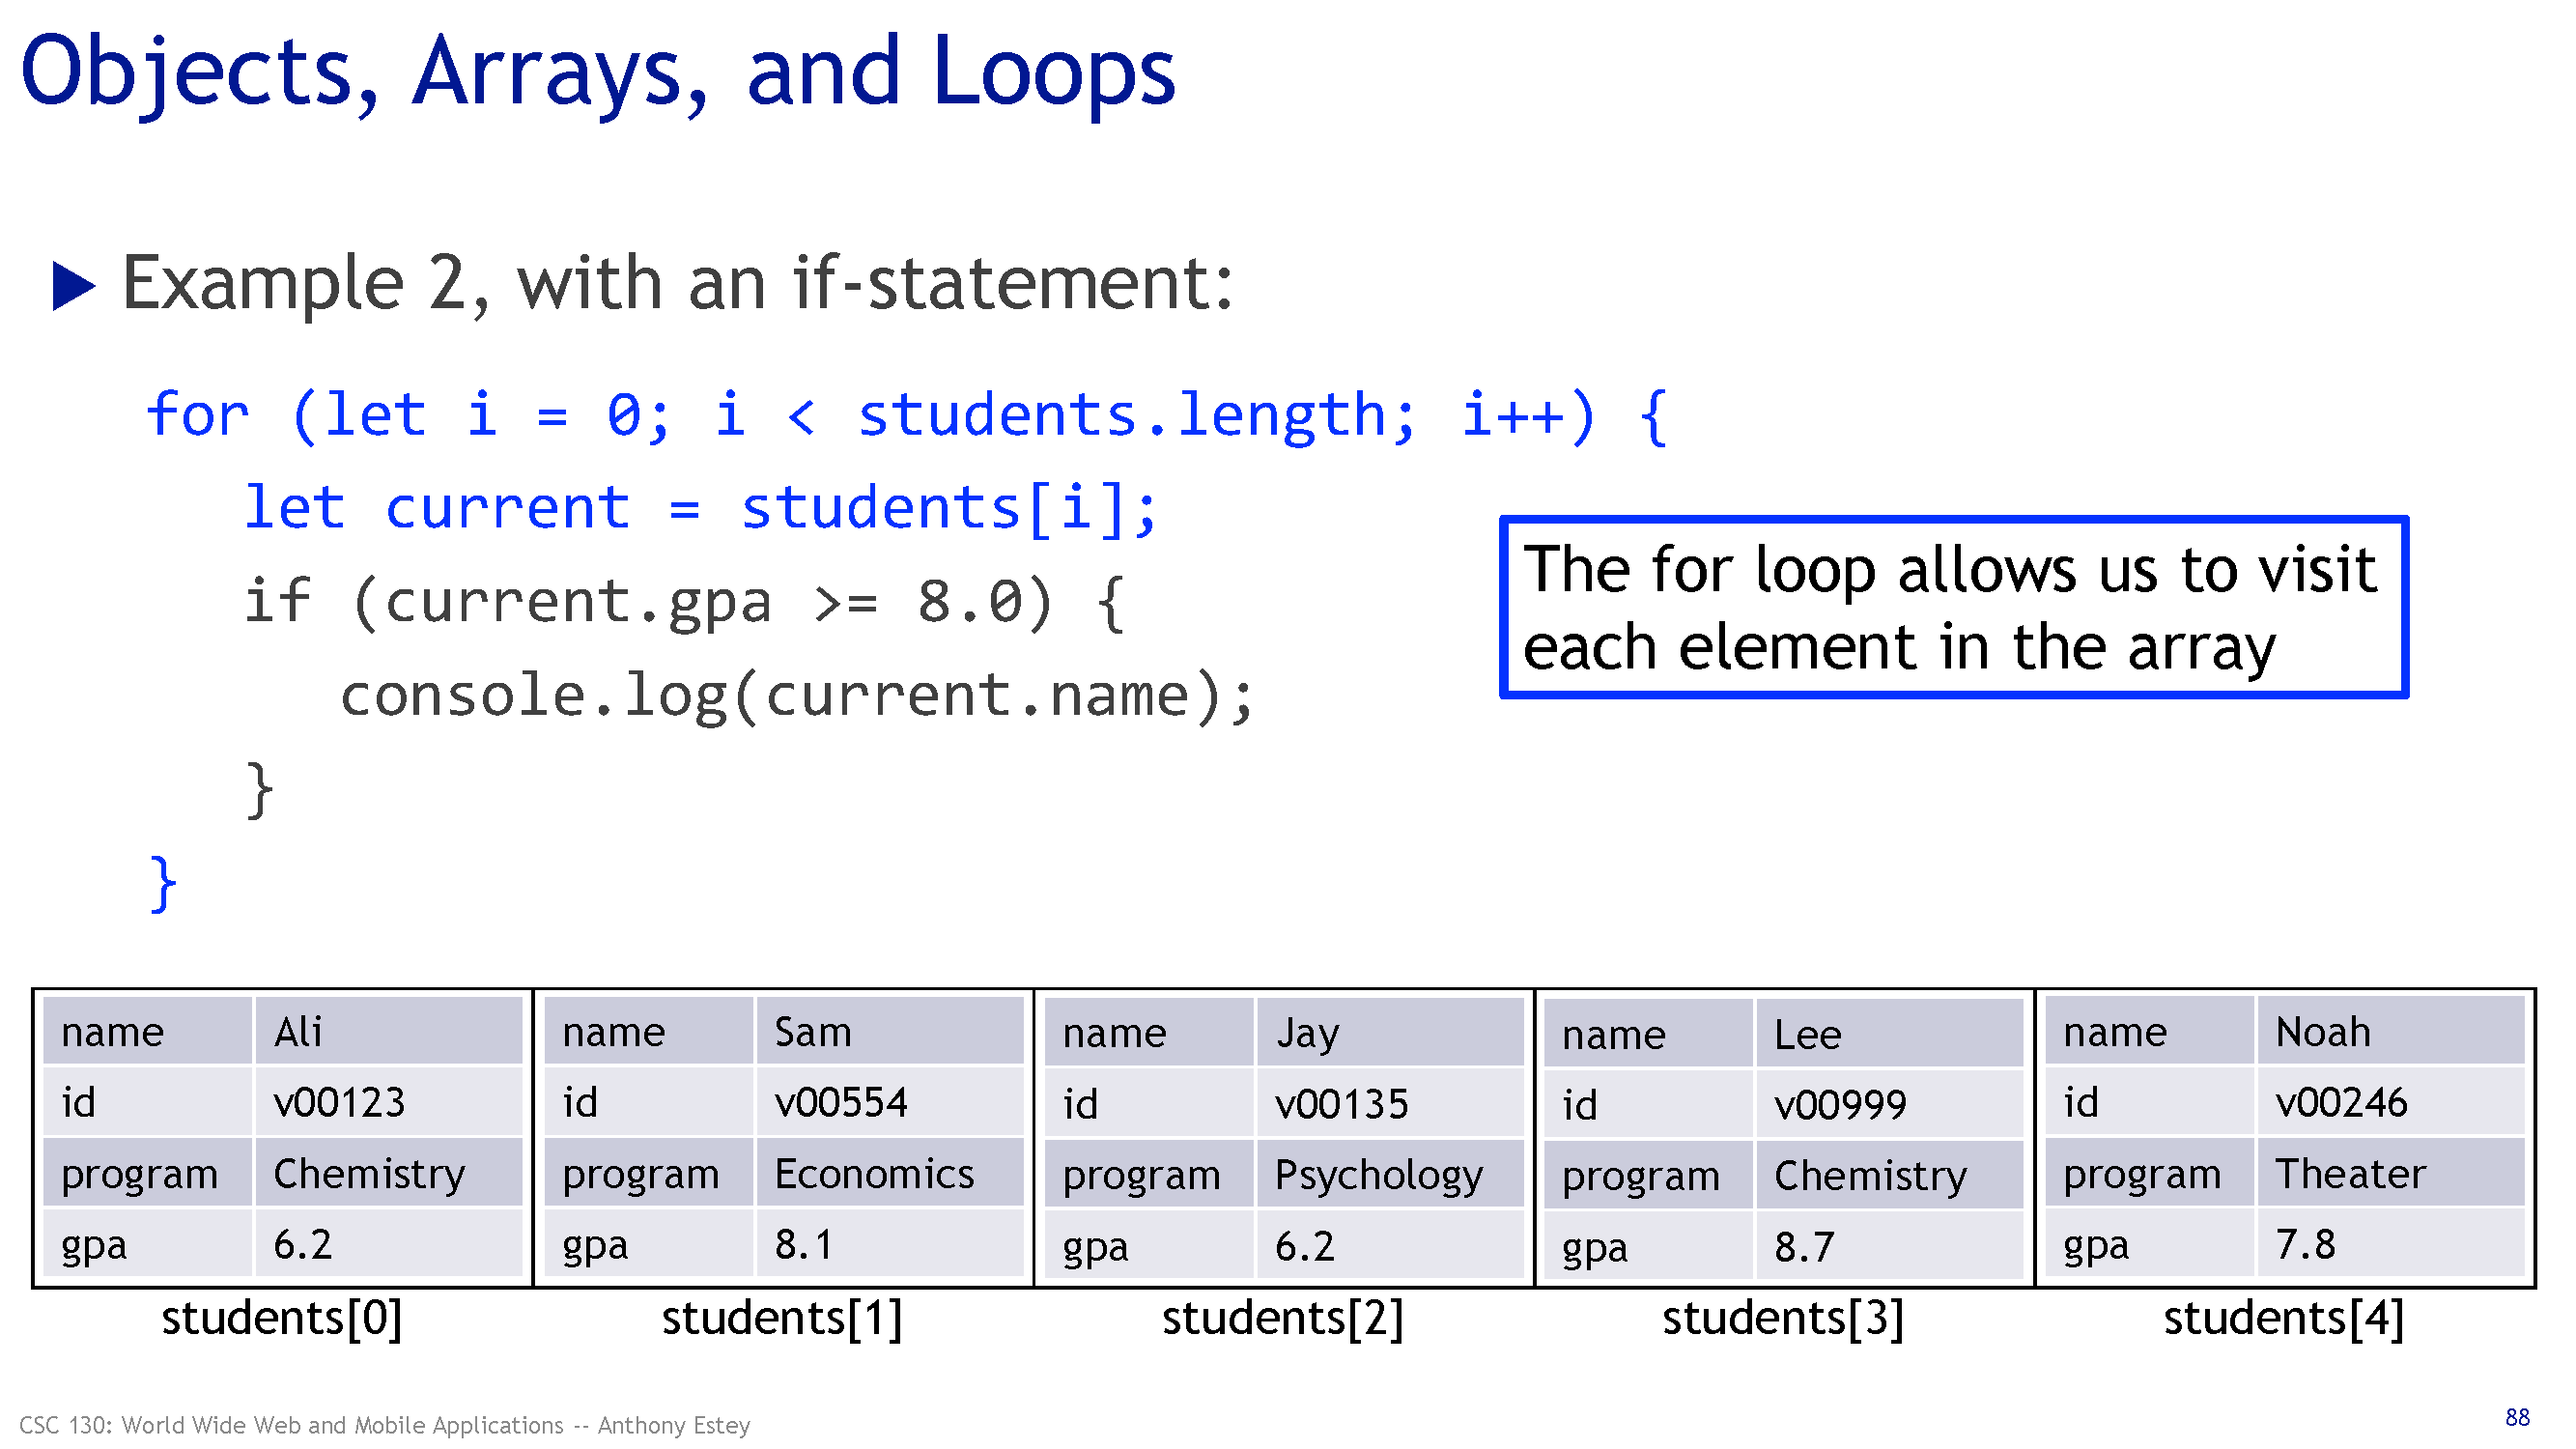 Objects, Arrays, and Loops
Example 2, with an if-statement:
for (let i = 0; i < students.length; i++) {
let current = students[i];
if (current.gpa >= 8.0) {
console.log(current.name);
}
}
The for loop allows us to visit
each element in the array
name Ali name Sam name Jay name Lee name Noah
id v00123 id v00554 id v00135 id v00999 id v00246
program Chemistry program Economics program Psychology program Chemistry program Theater
gpa 6.2 gpa 8.1 gpa 6.2 gpa 8.7 gpa 7.8
students[0] students[1] students[2] students[3] students[4]
CSC 130: World Wide Web and Mobile Applications -- Anthony Estey
88